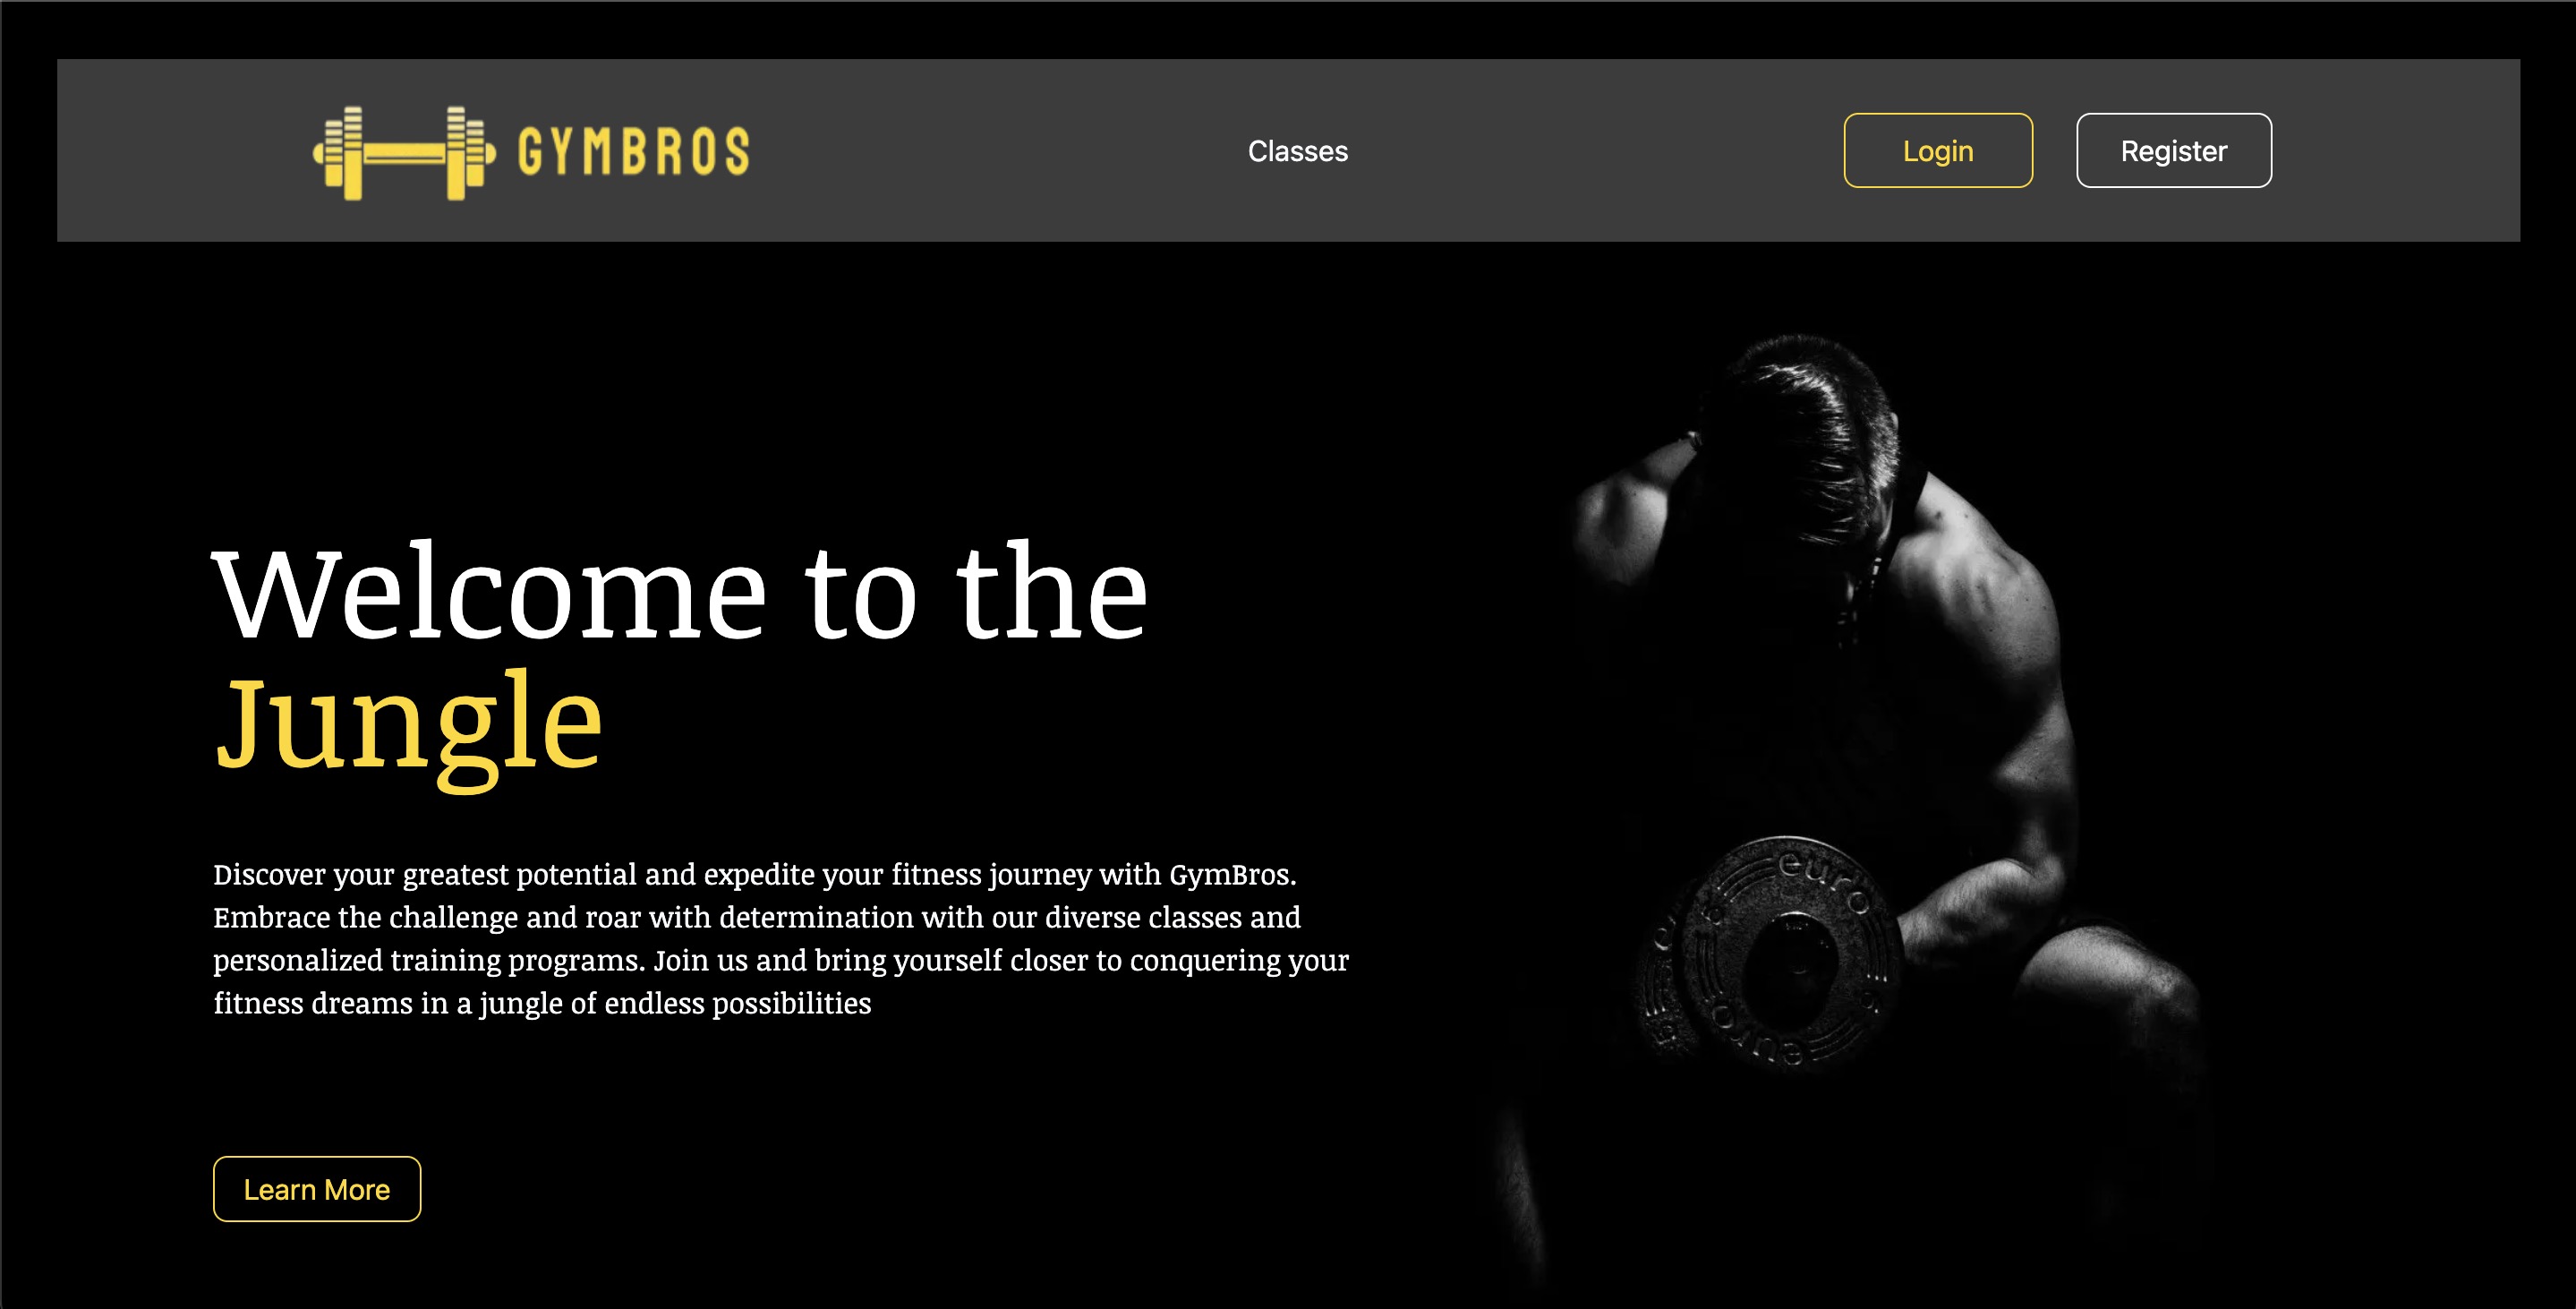 GYMBROS
Classes
Login
Register
Welcome to the
Jungle
Discover your greatest potential and expedite your fitness journey with GymBros.
Embrace the challenge and roar with determination with our diverse classes and
personalized training programs. Join us and bring yourself closer to conquering your
fitness dreams in a jungle of endless possibilities
Learn More
euro
euro